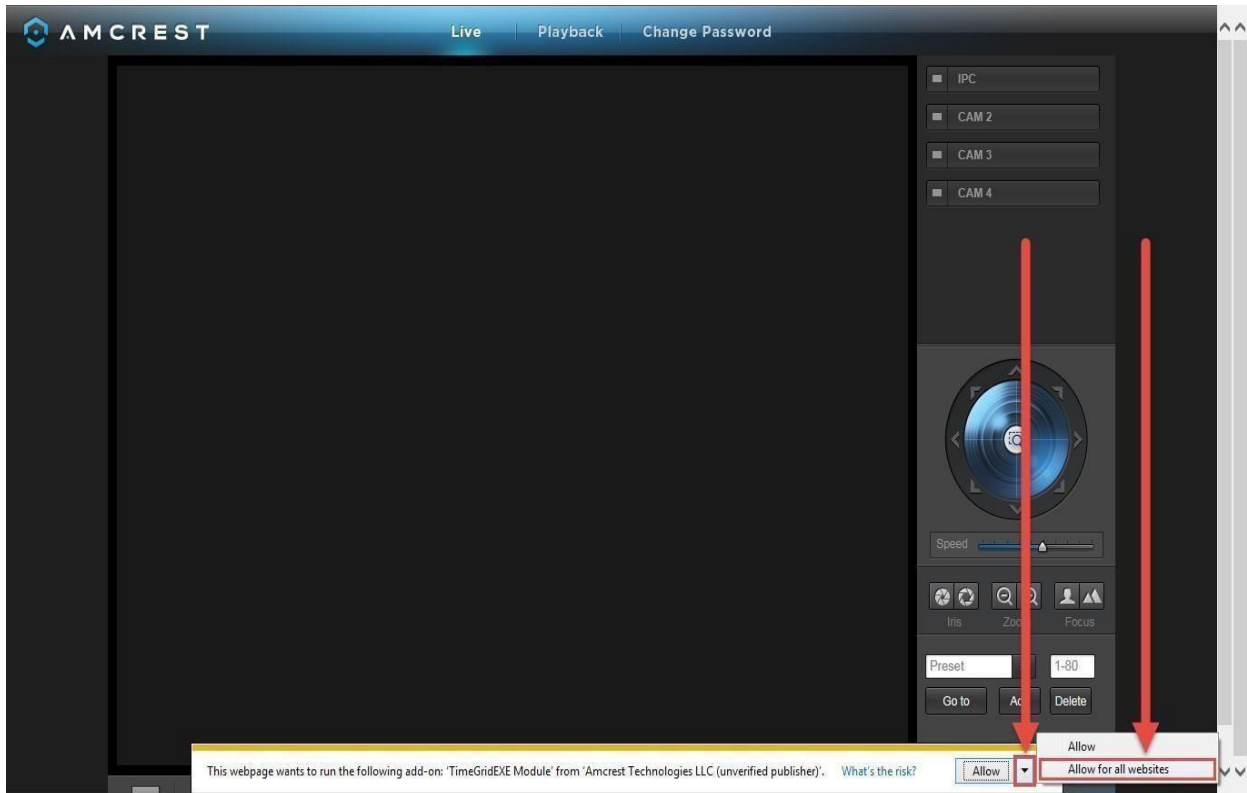 AMCREST
Live Playback Change Password
IPC
CAM 2
CAM 3
CAM 4
Speed
Iris Focus
Preset 1-80
Go to Delete
Allow
This webpage wants to run the following add-on: 'TimeGridEXE Module' from 'Amcrest Technologies LLC (unverified publisher)'. What's the risk? Allow Allow for all websites